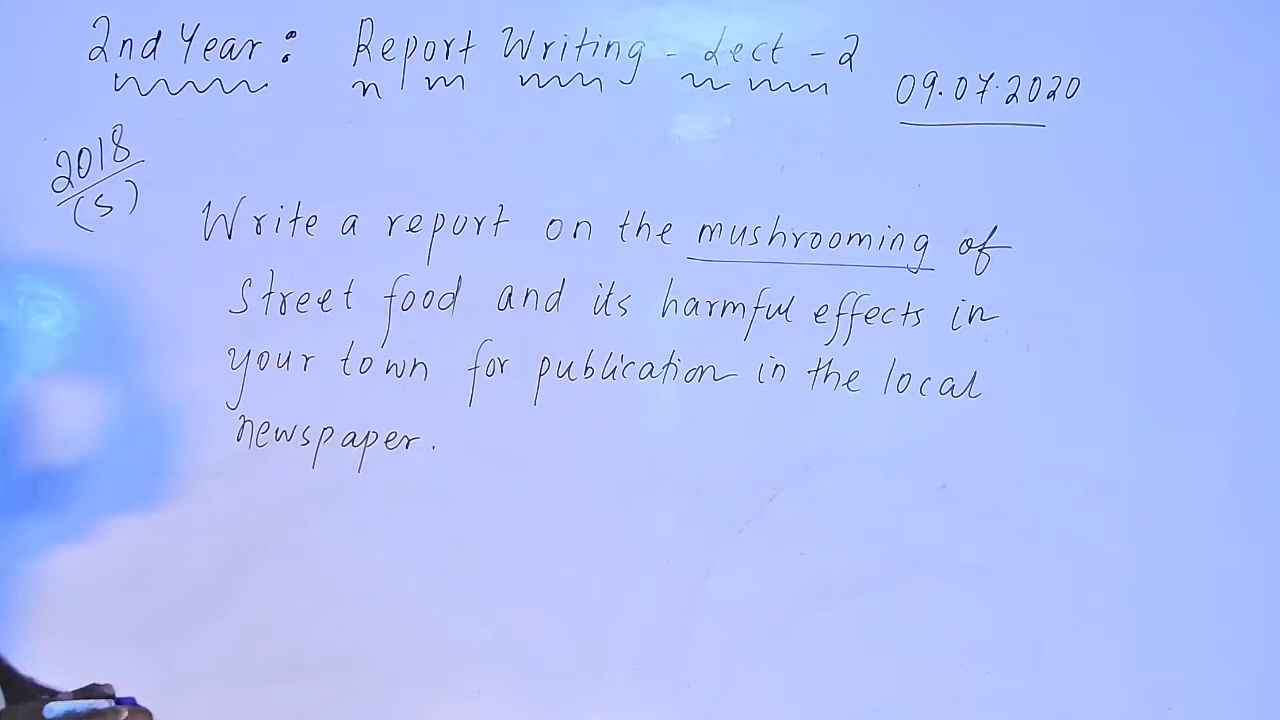 2nd Year: Report Writing - Lect - 2
09.07.2020
2018
(S)
Write a report on the mushrooming of
street food and its harmful effects in
your town for publication in the local
newspaper.